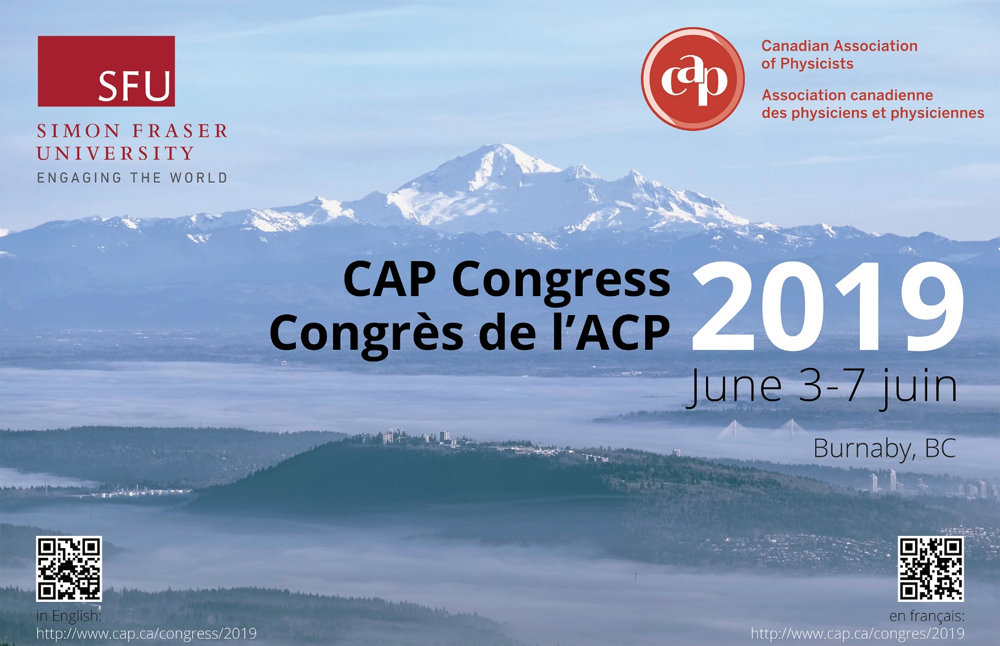 SFU
SIMON FRASER
UNIVERSITY
ENGAGING THE WORLD
cap
Canadian Association
of Physicists
Association canadienne
des physiciens et physiciennes
CAP Congress
Congrès de l'ACP
2019
June 3-7 juin
Burnaby, BC
in English:
http://www.cap.ca/congress/2019
en français:
http://www.cap.ca/congres/2019